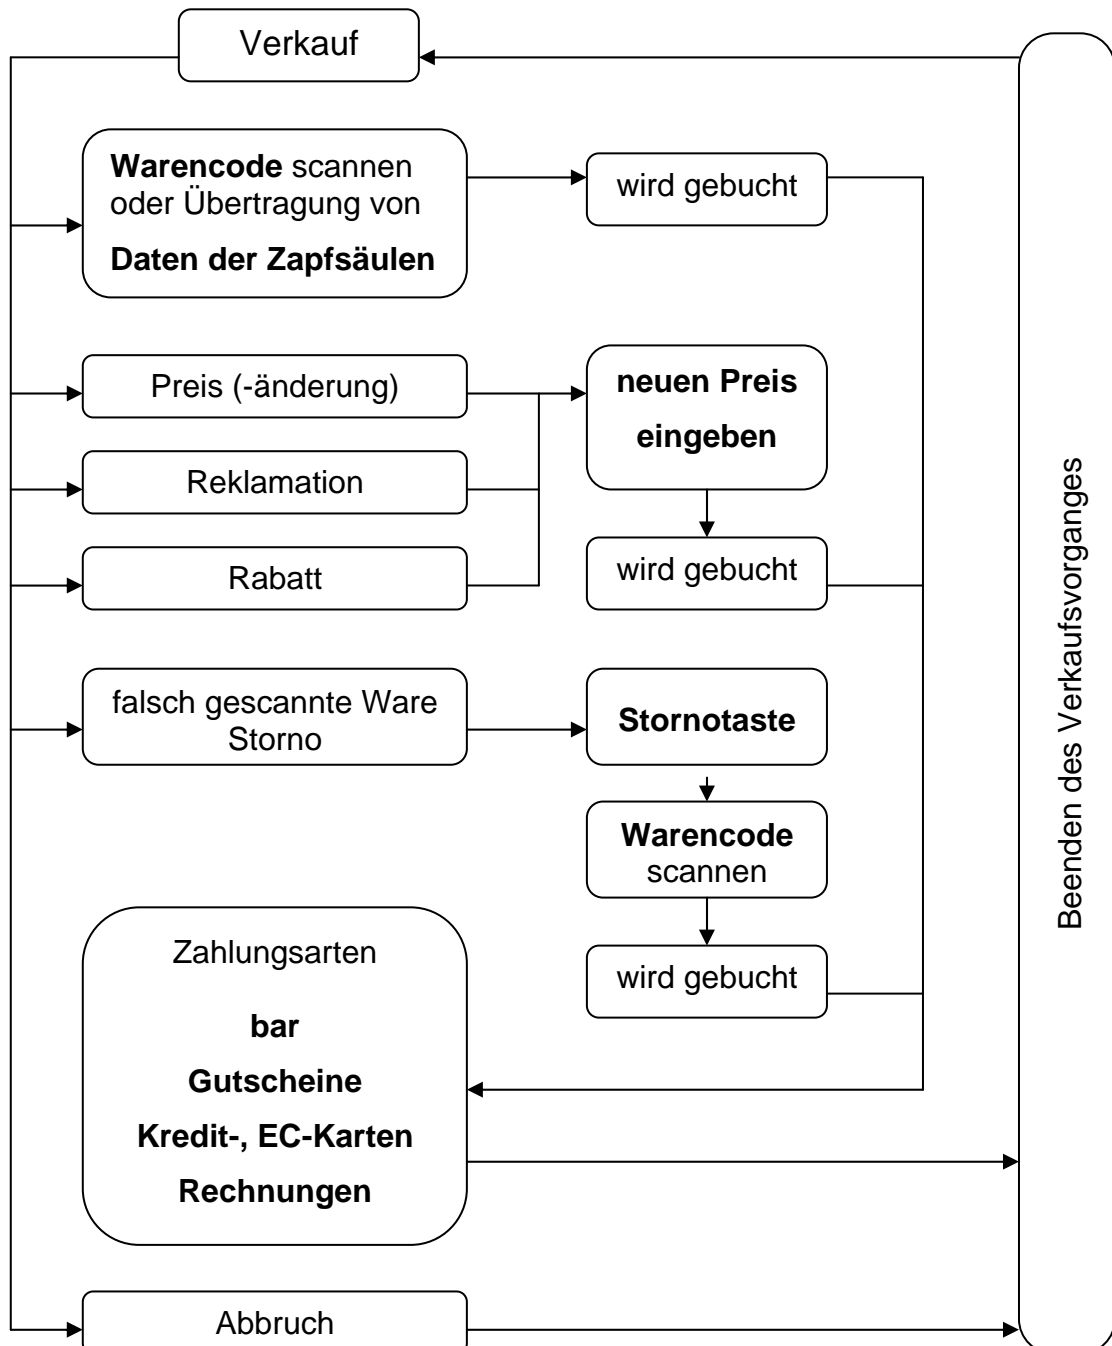 Verkauf
Warencode scannen
oder Übertragung von
Daten der Zapfsäulen
wird gebucht
Preis (-änderung)
neuen Preis
eingeben
Reklamation
Rabatt
wird gebucht
falsch gescannte Ware
Storno
Stornotaste
Warencode
scannen
wird gebucht
Zahlungsarten
bar
Gutscheine
Kredit-, EC-Karten
Rechnungen
Abbruch
Beenden des Verkaufsvorganges